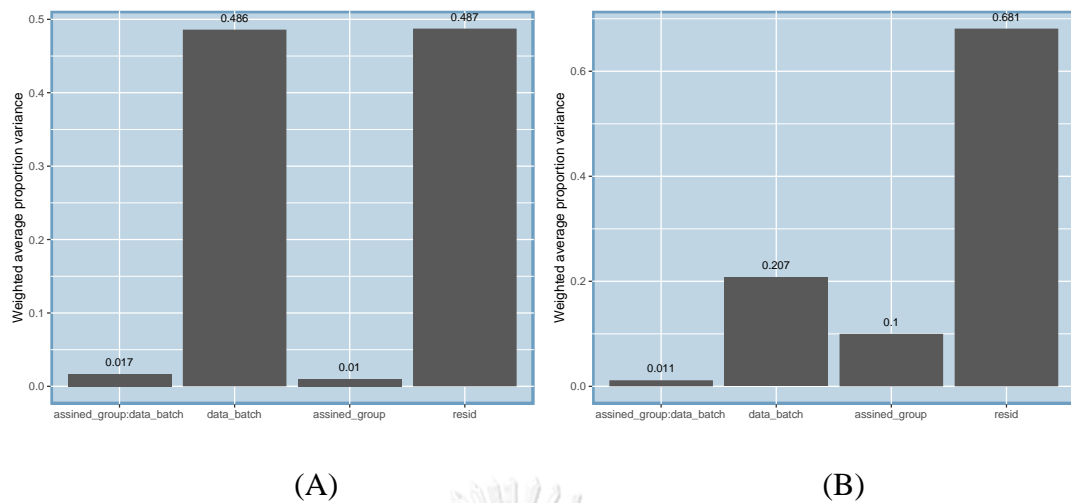 Weighted average proportion variance
0.5
0.4
0.3
0.2
0.1
0.0
0.017
0.486
0.01
0.487
assined_group:data_batch
data_batch
assined_group
resid
(A)
Weighted average proportion variance
0.6
0.4
0.2
0.0
0.011
0.207
0.1
0.681
assined_group:data_batch
data_batch
assined_group
resid
(B)